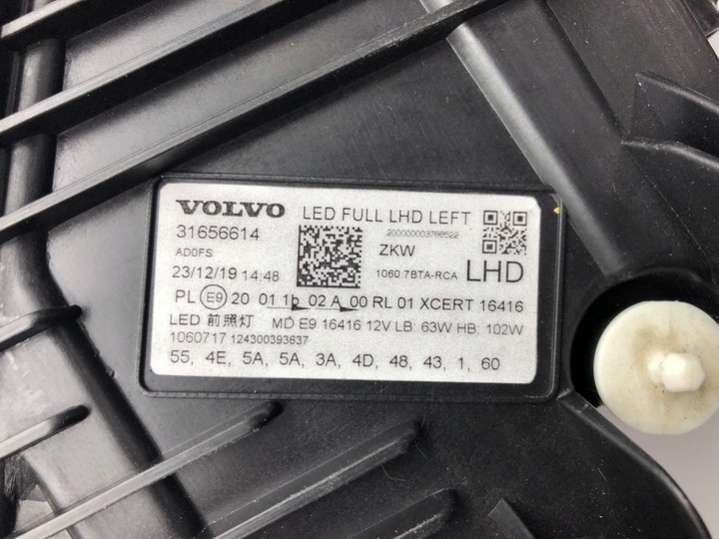 VOLVO LED FULL LHD LEFT
31656614
AD0FS ZKW 1060.7BTA-RCA LHD
23/12/19 14:48
PL E9 20 01 1b 02 A 00 RL 01 XCERT 16416
LED 前照灯 MD E9 16416 12V LB: 63W HB: 102W
1060717 124300393637
55, 4E, 5A, 5A, 3A, 4D, 48, 43, 1, 60